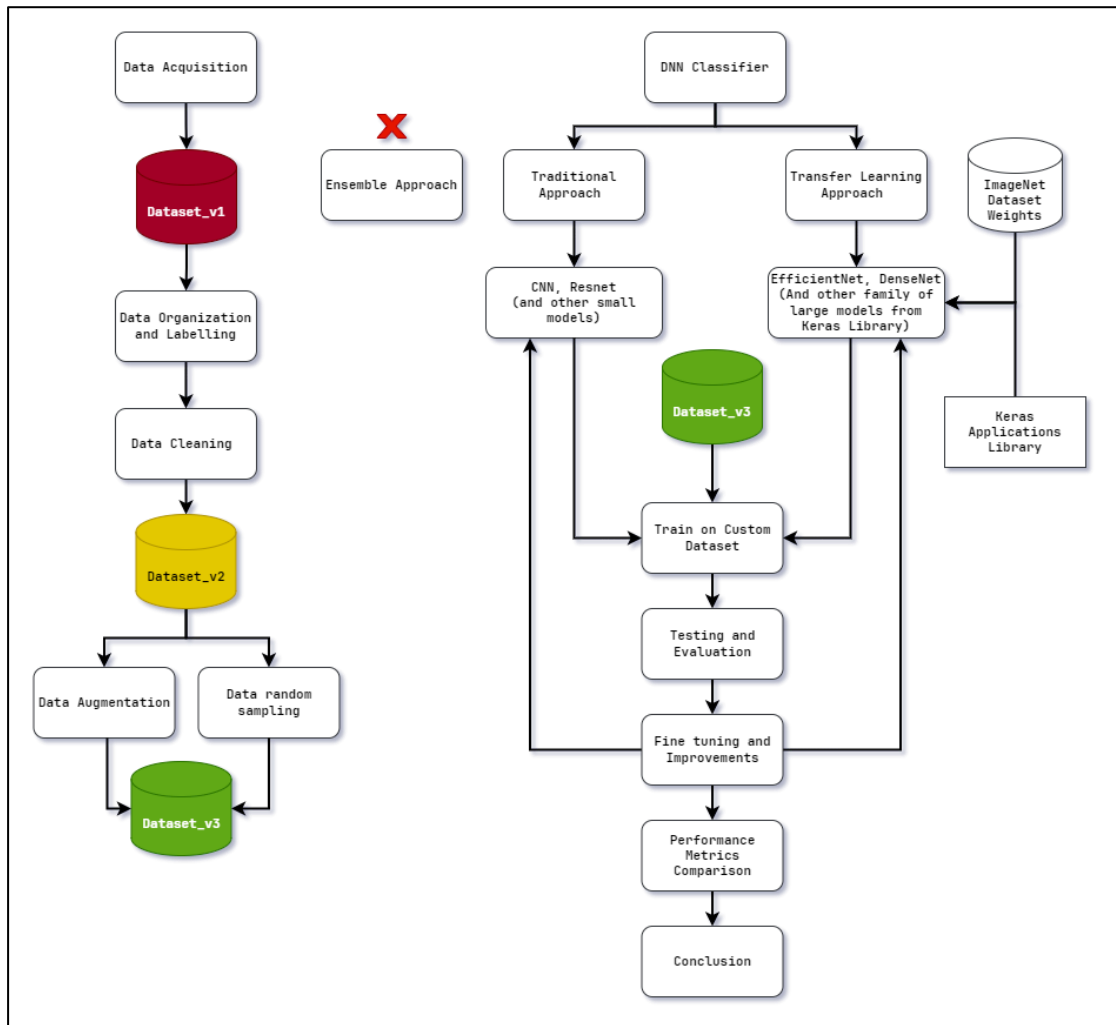 Data Acquisition
Dataset_v1
Data Organization
and Labelling
Data Cleaning
Dataset_v2
Data Augmentation
Data random
sampling
Dataset_v3
Ensemble Approach
DNN Classifier
Traditional
Approach
Transfer Learning
Approach
ImageNet
Dataset
Weights
CNN, Resnet
(and other small
models)
EfficientNet, DenseNet
(And other family of
large models from
Keras Library)
Dataset_v3
Keras
Applications
Library
Train on Custom
Dataset
Testing and
Evaluation
Fine tuning and
Improvements
Performance
Metrics
Comparison
Conclusion